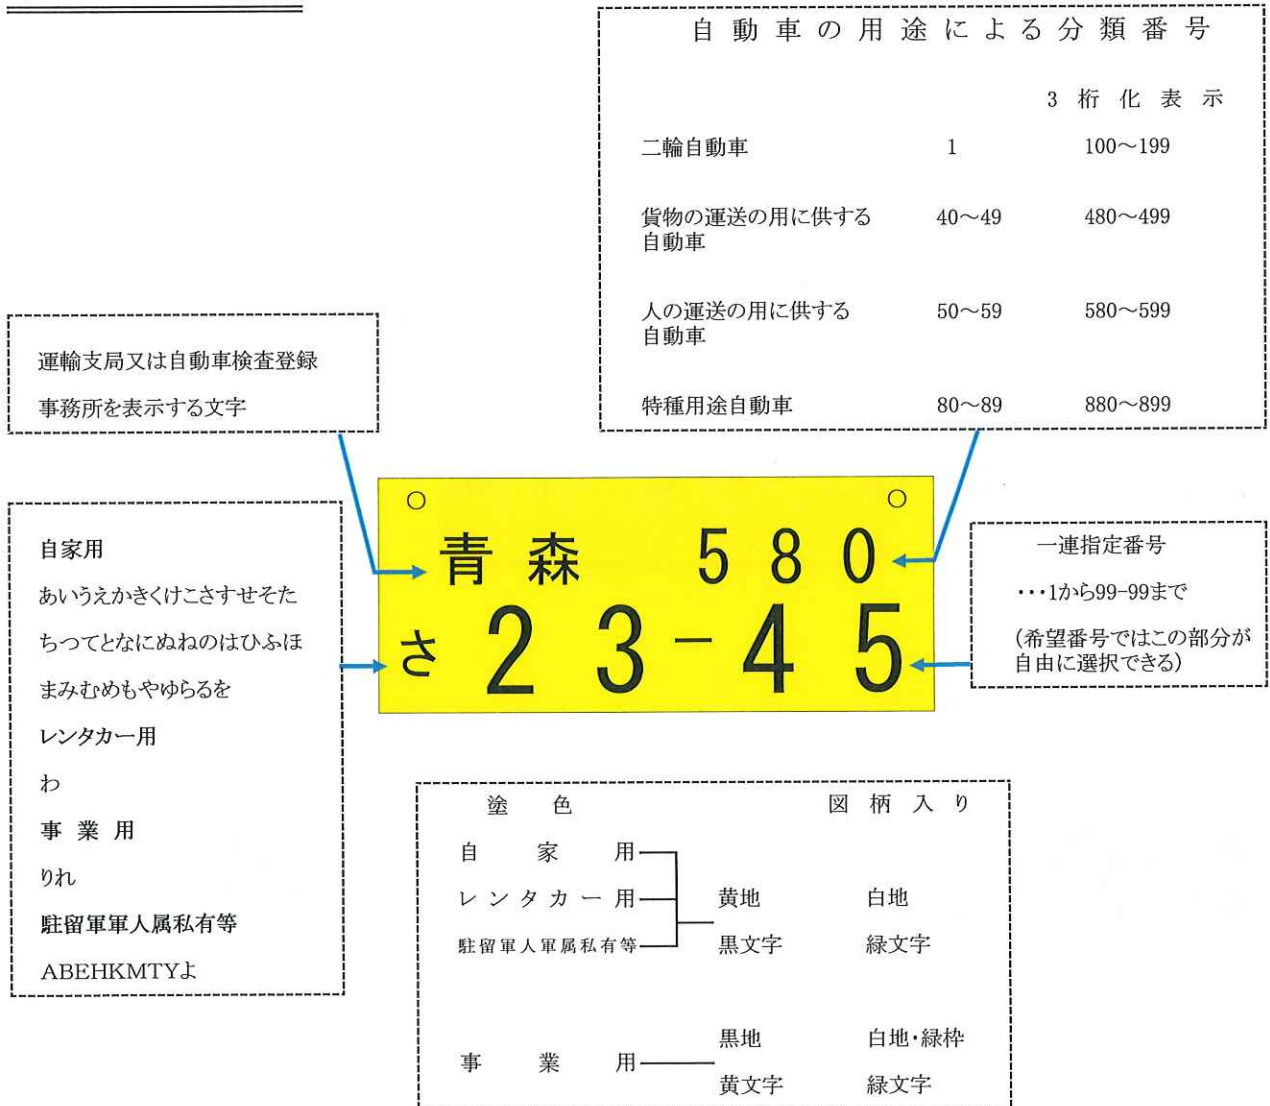 自動車の用途による分類番号
3桁化表示
二輪自動車 1 100～199
貨物の運送の用に供する 40～49 480～499
自動車
人の運送の用に供する 50～59 580～599
自動車
特種用途自動車 80～89 880～899
運輸支局又は自動車検査登録
事務所を表示する文字
青森 580
さ 23-45
自家用
あいうえかきくけこさすせそた
ちつてとなにぬねのはひふほ
まみむめもやゆらるを
レンタカー用
わ
事業用
りれ
駐留軍軍人属私有等
ABEHKMTYよ
一連指定番号
･･･1から99-99まで
(希望番号ではこの部分が
自由に選択できる)
塗色 図柄入り
自家用
レンタカー用 黄地 白地
駐留軍人軍属私有等 黒文字 緑文字
黒地 白地・緑枠
事業用
黄文字 緑文字